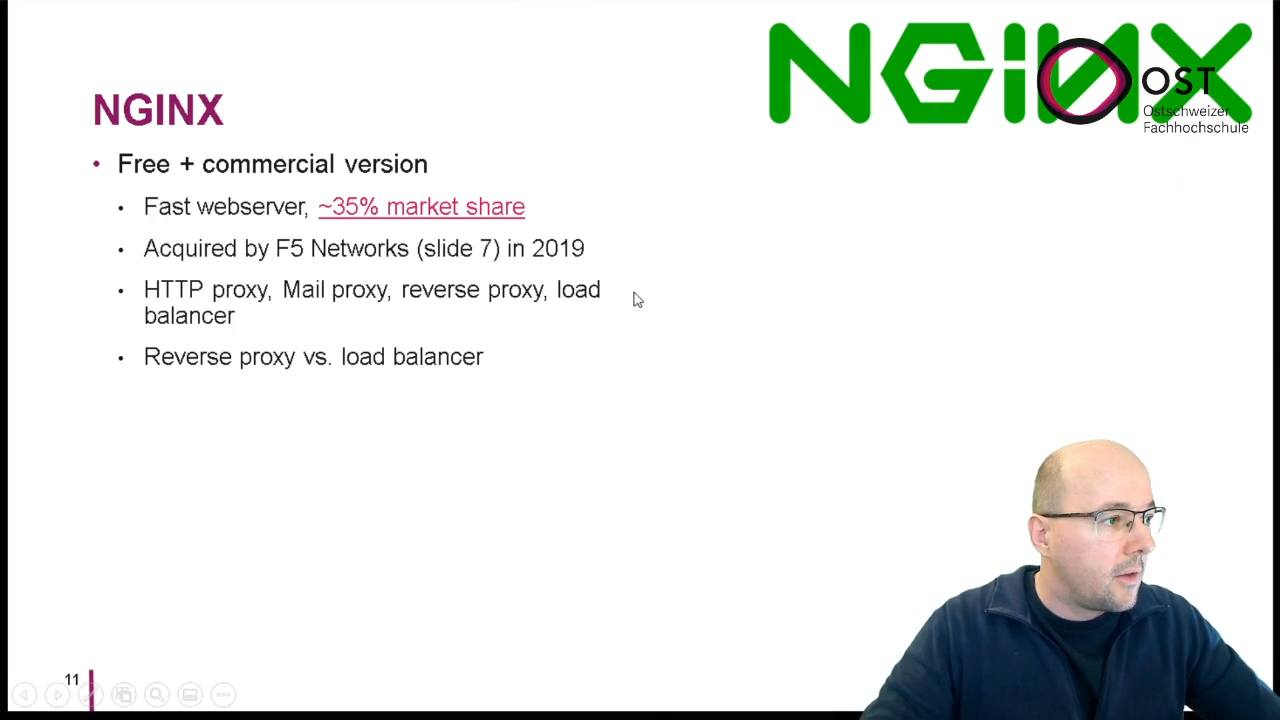 NGINX
OST
Ostschweizer
Fachhochschule
NGINX
• Free + commercial version
• Fast webserver, ~35% market share
• Acquired by F5 Networks (slide 7) in 2019
• HTTP proxy, Mail proxy, reverse proxy, load
balancer
• Reverse proxy vs. load balancer
11